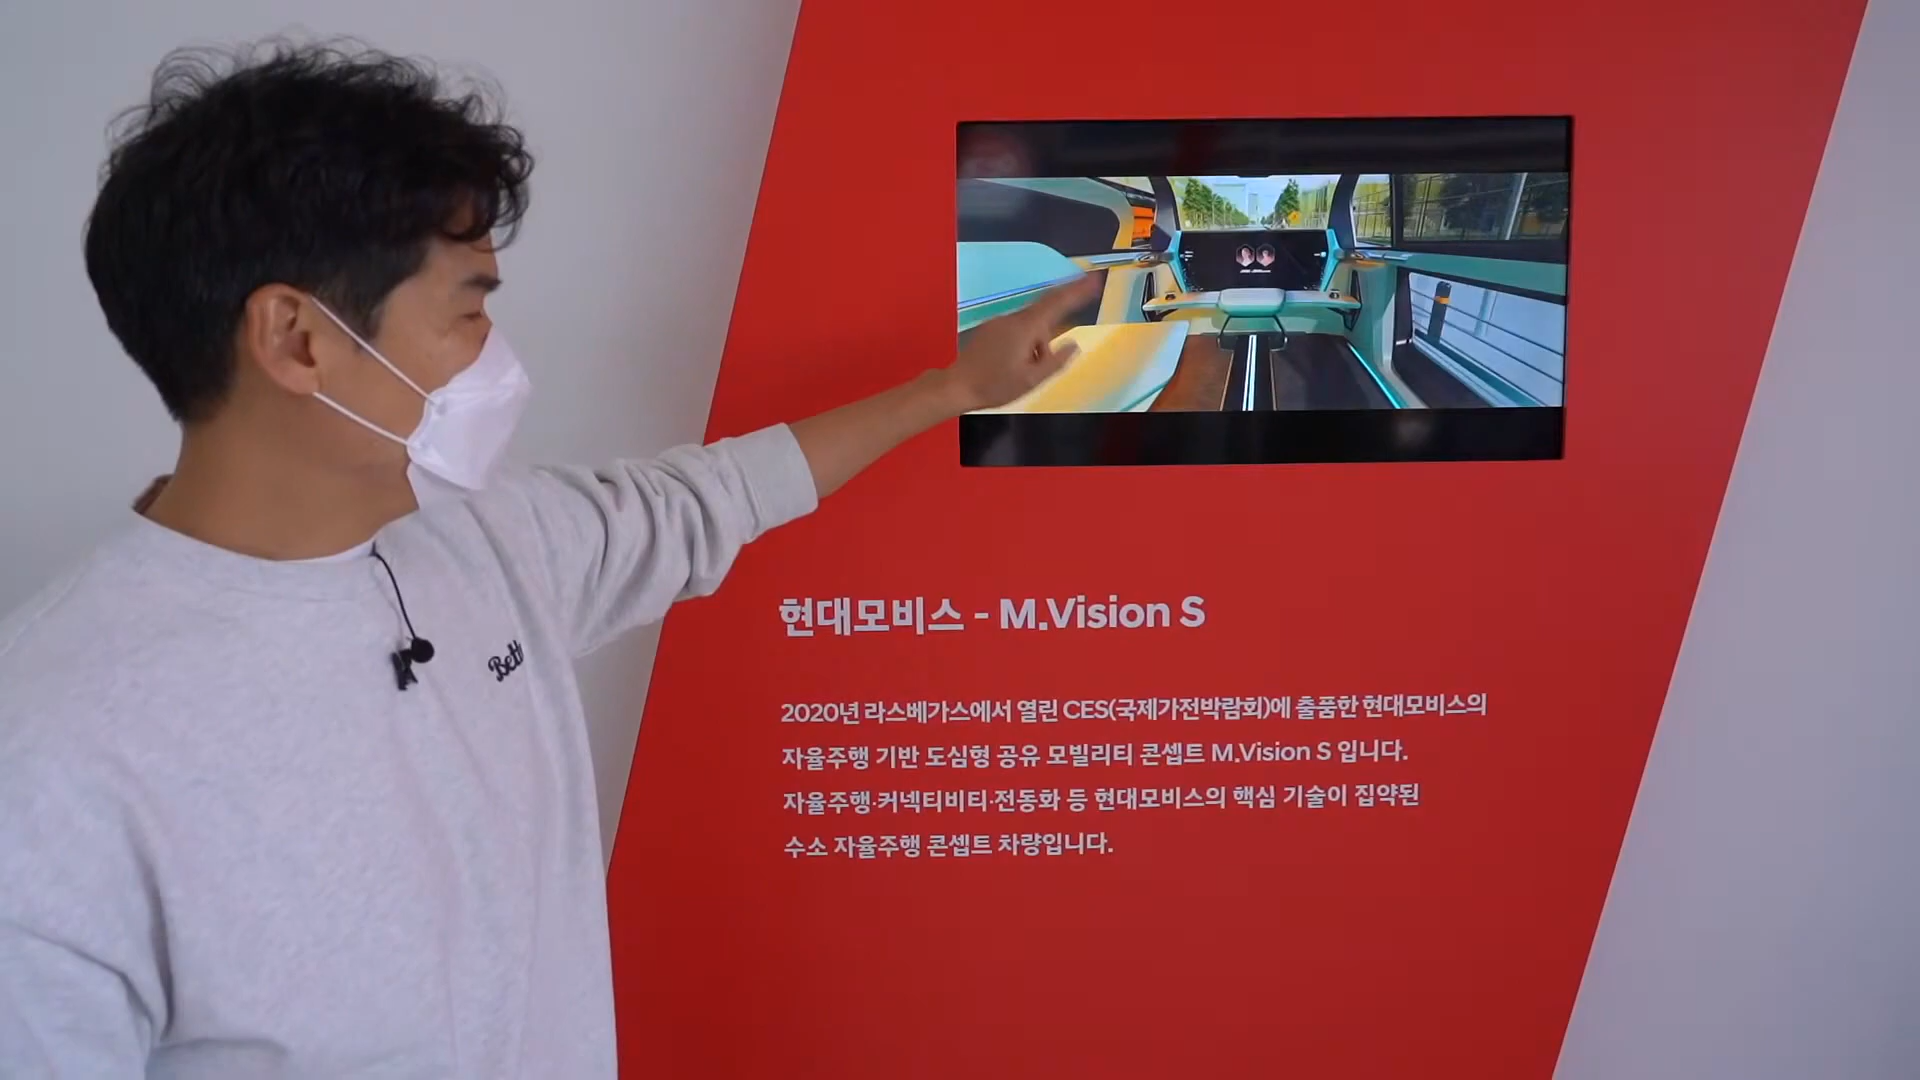 현대모비스 - M.Vision S
2020년 라스베가스에서 열린 CES(국제가전박람회)에 출품한 현대모비스의
자율주행 기반 도심형 공유 모빌리티 콘셉트 M.Vision S 입니다.
자율주행·커넥티비티·전동화 등 현대모비스의 핵심 기술이 집약된
수소 자율주행 콘셉트 차량입니다.